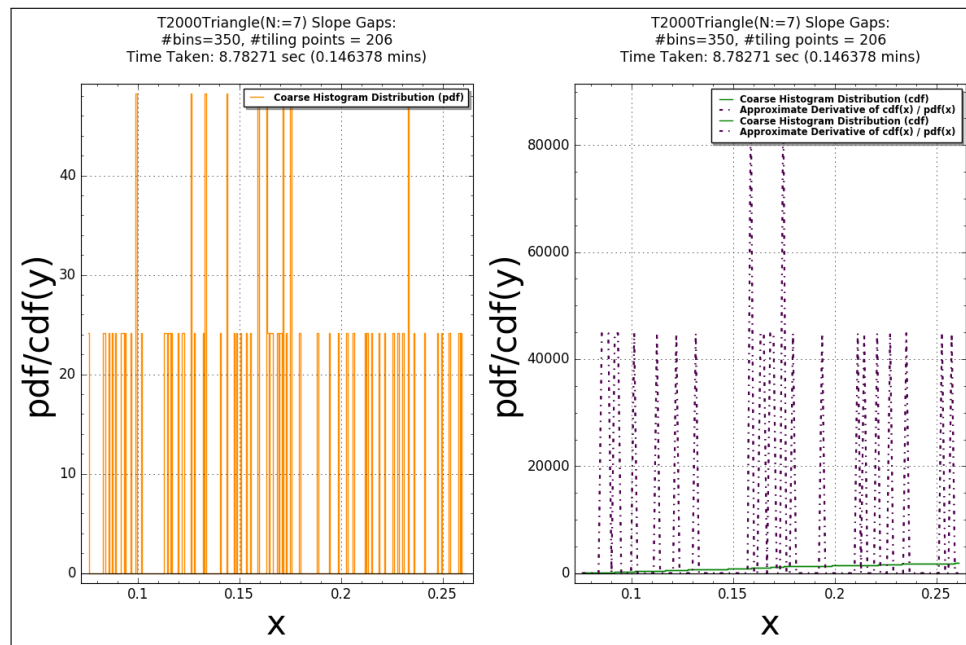 T2000Triangle(N:=7) Slope Gaps:
#bins=350, #tiling points = 206
Time Taken: 8.78271 sec (0.146378 mins)
Coarse Histogram Distribution (pdf)
pdf/cdf(y)
40
30
20
10
0
0.1
0.15
0.2
0.25
x
T2000Triangle(N:=7) Slope Gaps:
#bins=350, #tiling points = 206
Time Taken: 8.78271 sec (0.146378 mins)
Coarse Histogram Distribution (cdf)
Approximate Derivative of cdf(x) / pdf(x)
Coarse Histogram Distribution (cdf)
Approximate Derivative of cdf(x) / pdf(x)
pdf/cdf(y)
80000
60000
40000
20000
0
0.1
0.15
0.2
0.25
x